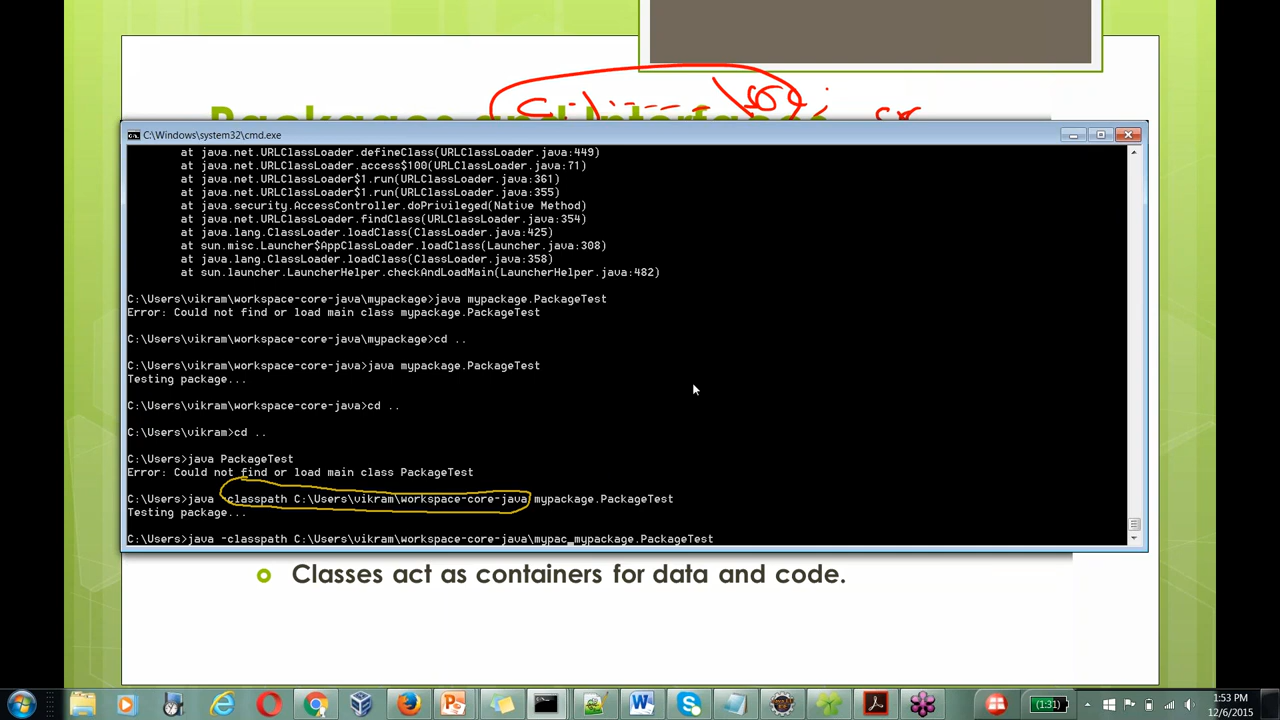 Packages and Interfaces
C:\Windows\system32\cmd.exe
at java.net.URLClassLoader.defineClass(URLClassLoader.java:449)
at java.net.URLClassLoader.access$100(URLClassLoader.java:71)
at java.net.URLClassLoader$1.run(URLClassLoader.java:361)
at java.net.URLClassLoader$1.run(URLClassLoader.java:355)
at java.security.AccessController.doPrivileged(Native Method)
at java.net.URLClassLoader.findClass(URLClassLoader.java:354)
at java.lang.ClassLoader.loadClass(ClassLoader.java:425)
at sun.misc.Launcher$AppClassLoader.loadClass(Launcher.java:308)
at java.lang.ClassLoader.loadClass(ClassLoader.java:358)
at sun.launcher.LauncherHelper.checkAndLoadMain(LauncherHelper.java:482)
C:\Users\vikram\workspace-core-java\mypackage>java mypackage.PackageTest
Error: Could not find or load main class mypackage.PackageTest
C:\Users\vikram\workspace-core-java\mypackage>cd ..
C:\Users\vikram\workspace-core-java>java mypackage.PackageTest
Testing package...
C:\Users\vikram\workspace-core-java>cd ..
C:\Users\vikram>cd ..
C:\Users>java PackageTest
Error: Could not find or load main class PackageTest
C:\Users>java -classpath C:\Users\vikram\workspace-core-java mypackage.PackageTest
Testing package...
C:\Users>java -classpath C:\Users\vikram\workspace-core-java\mypac_mypackage.PackageTest
Classes act as containers for data and code.
(1:31)
1:53 PM
12/6/2015